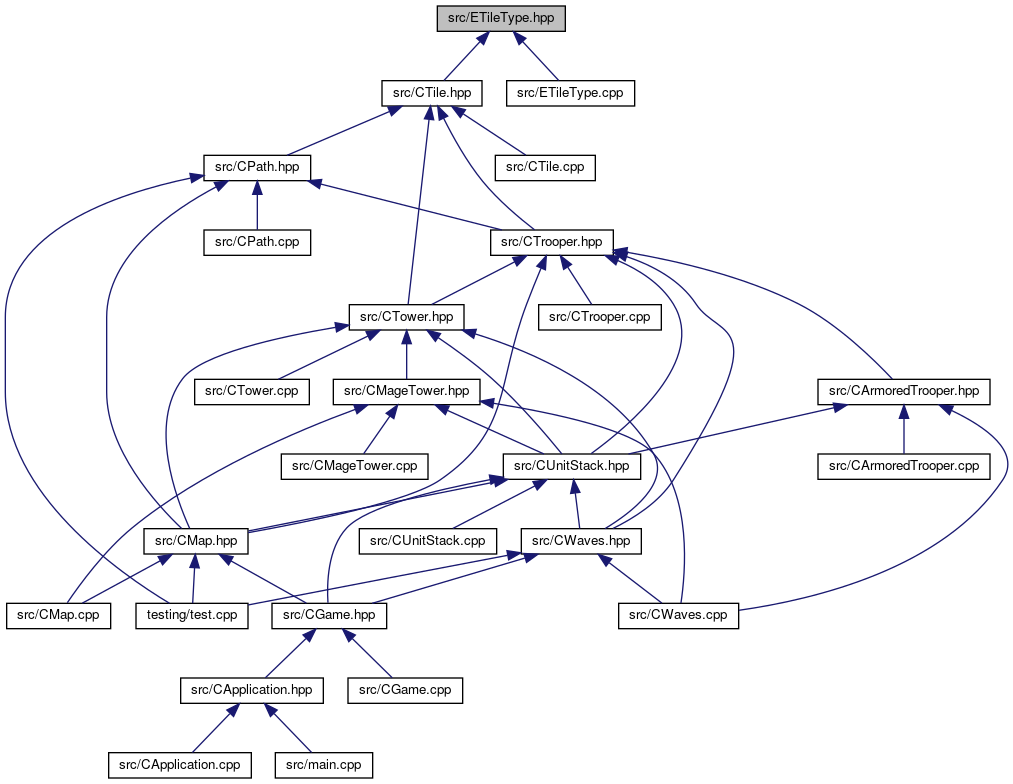 src/ETileType.hpp
src/CTile.hpp
src/ETileType.cpp
src/CPath.hpp
src/CTile.cpp
src/CPath.cpp
src/CTrooper.hpp
src/CTower.hpp
src/CTrooper.cpp
src/CTower.cpp
src/CMageTower.hpp
src/CArmoredTrooper.hpp
src/CMageTower.cpp
src/CUnitStack.hpp
src/CArmoredTrooper.cpp
src/CMap.hpp
src/CUnitStack.cpp
src/CWaves.hpp
src/CMap.cpp
testing/test.cpp
src/CGame.hpp
src/CWaves.cpp
src/CApplication.hpp
src/CGame.cpp
src/CApplication.cpp
src/main.cpp